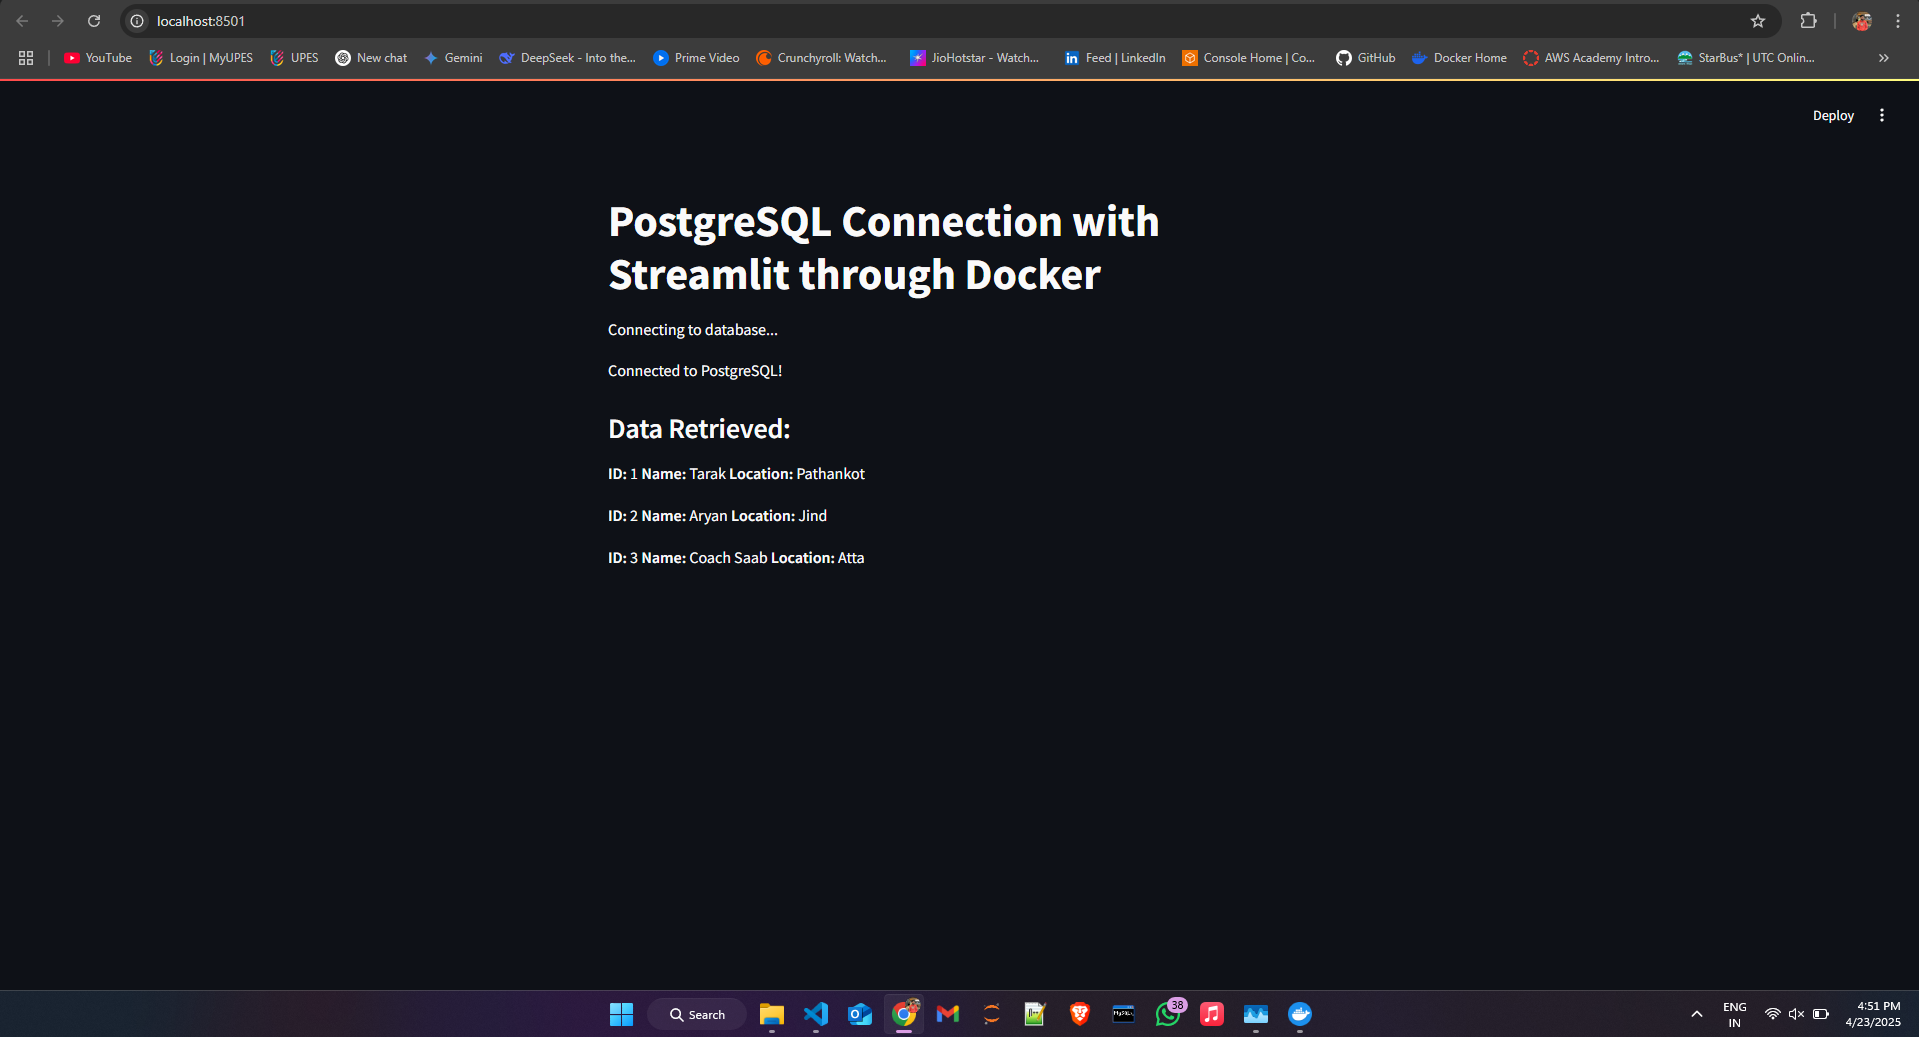 localhost:8501
YouTube Login | MyUPES UPES New chat Gemini DeepSeek - Into the... Prime Video Crunchyroll: Watch... JioHotstar - Watch... Feed | LinkedIn Console Home | Co... GitHub Docker Home AWS Academy Intro... StarBus* | UTC Onlin...
Deploy
PostgreSQL Connection with
Streamlit through Docker
Connecting to database...
Connected to PostgreSQL!
Data Retrieved:
ID: 1 Name: Tarak Location: Pathankot
ID: 2 Name: Aryan Location: Jind
ID: 3 Name: Coach Saab Location: Atta
Search
38
ENG
IN
4:51 PM
4/23/2025